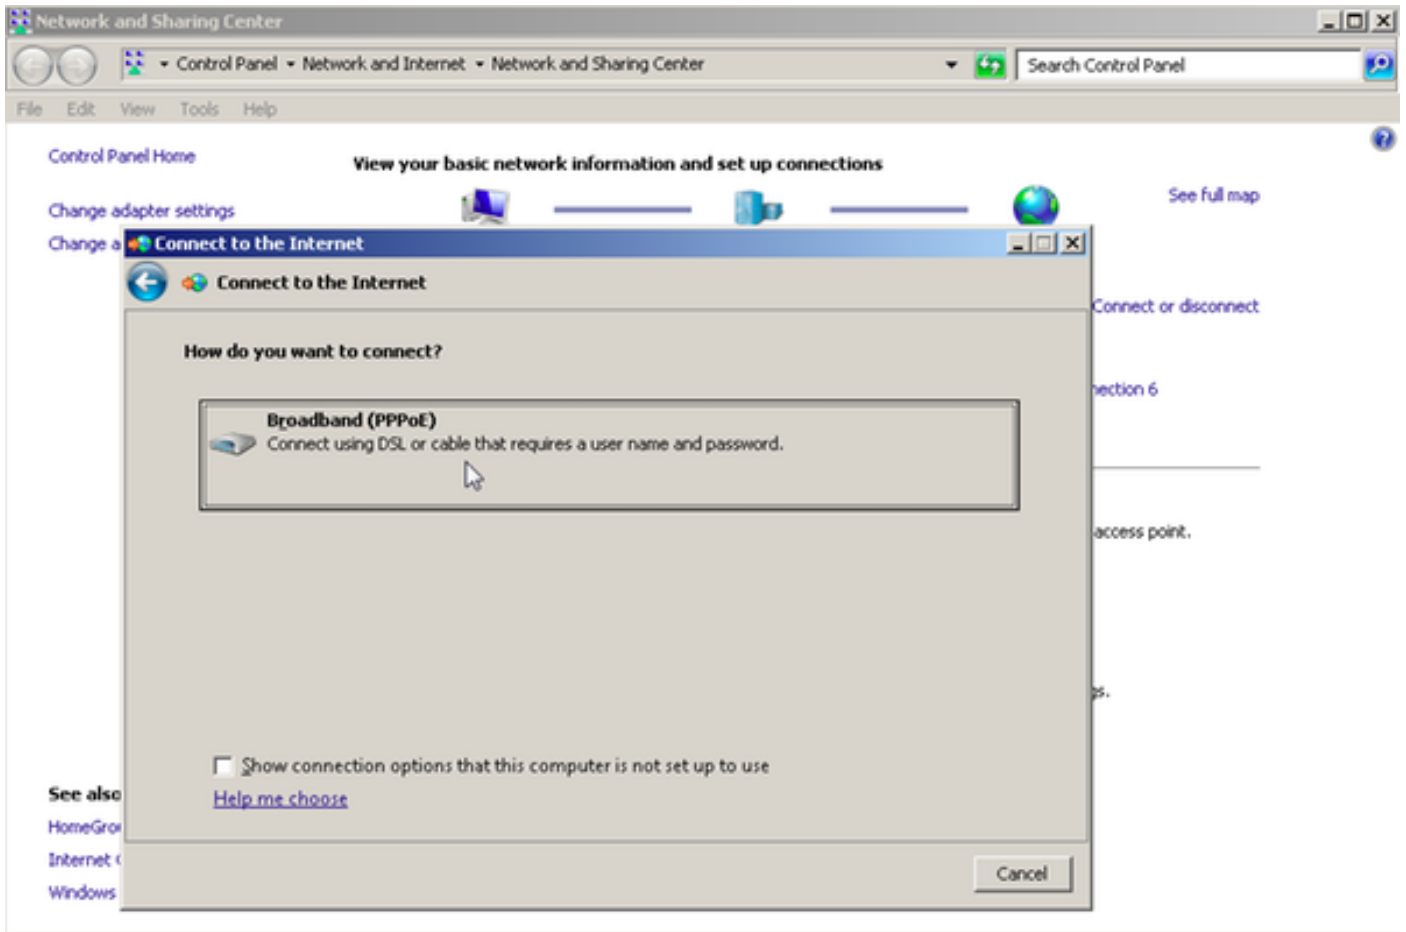 Network and Sharing Center
Control Panel Network and Internet Network and Sharing Center
Search Control Panel
File Edit View Tools Help
Control Panel Home
View your basic network information and set up connections
See full map
Change adapter settings
Change a
Connect to the Internet
Connect to the Internet
Connect or disconnect
How do you want to connect?
nection 6
Broadband (PPPoE)
Connect using DSL or cable that requires a user name and password.
access point.
gs.
Show connection options that this computer is not set up to use
Help me choose
See also
HomeGro
Internet
Windows
Cancel